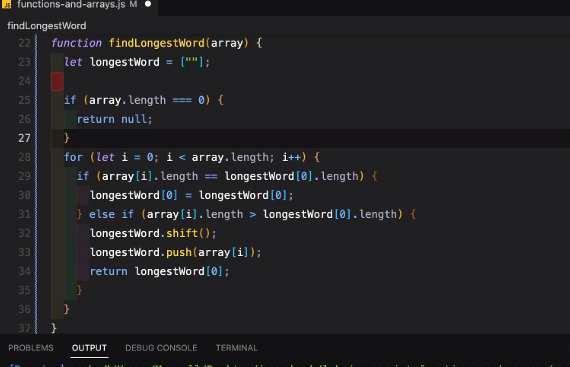 JS functions-and-arrays.js M ●
findLongestWord
22 function findLongestWord(array) {
23 let longestWord = [""];
24
25 if (array.length === 0) {
26 return null;
27 }
28 for (let i = 0; i < array.length; i++) {
29 if (array[i].length == longestWord[0].length) {
30 longestWord[0] = longestWord[0];
31 } else if (array[i].length > longestWord[0].length) {
32 longestWord.shift();
33 longestWord.push(array[i]);
34 return longestWord[0];
35 }
36 }
37 }
PROBLEMS OUTPUT DEBUG CONSOLE TERMINAL